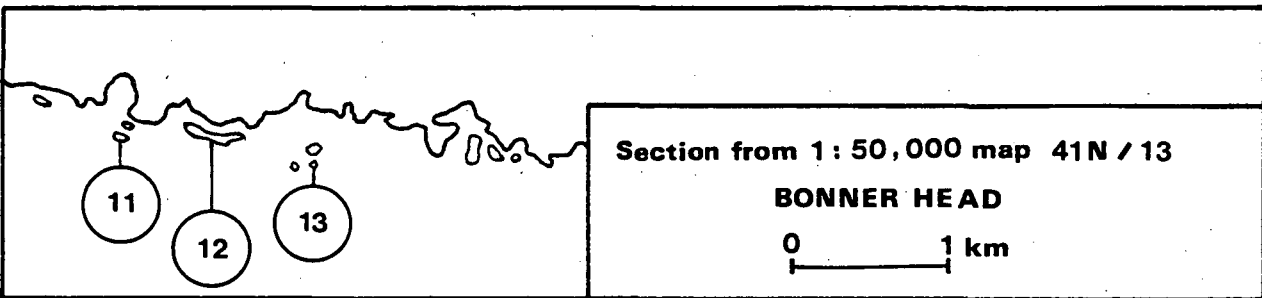 11
12
13
Section from 1: 50,000 map 41N / 13
BONNER HEAD
0 1 km